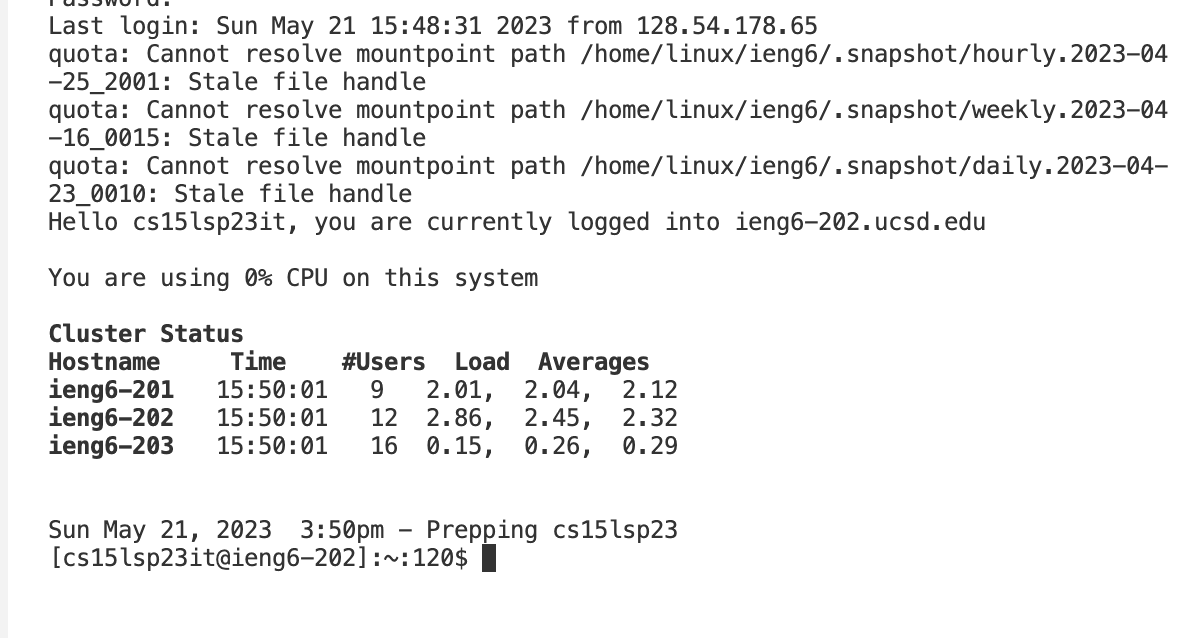 Password:
Last login: Sun May 21 15:48:31 2023 from 128.54.178.65
quota: Cannot resolve mountpoint path /home/linux/ieng6/.snapshot/hourly.2023-04
-25_2001: Stale file handle
quota: Cannot resolve mountpoint path /home/linux/ieng6/.snapshot/weekly.2023-04
-16_0015: Stale file handle
quota: Cannot resolve mountpoint path /home/linux/ieng6/.snapshot/daily.2023-04-
23_0010: Stale file handle
Hello cs15lsp23it, you are currently logged into ieng6-202.ucsd.edu
You are using 0% CPU on this system
Cluster Status
Hostname     Time    #Users  Load  Averages
ieng6-201   15:50:01   9   2.01,  2.04,  2.12
ieng6-202   15:50:01   12  2.86,  2.45,  2.32
ieng6-203   15:50:01   16  0.15,  0.26,  0.29
Sun May 21, 2023  3:50pm - Prepping cs15lsp23
[cs15lsp23it@ieng6-202]:~:120$